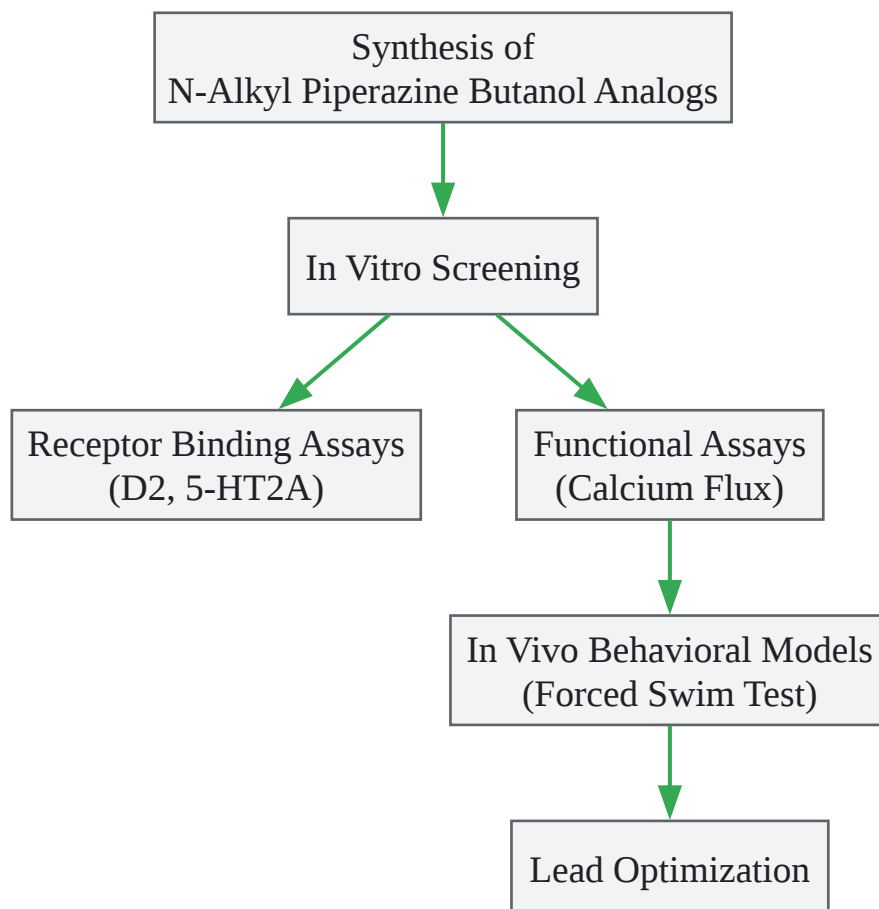 Synthesis of
N-Alkyl Piperazine Butanol Analogs
In Vitro Screening
Receptor Binding Assays
(D2, 5-HT2A)
Functional Assays
(Calcium Flux)
In Vivo Behavioral Models
(Forced Swim Test)
Lead Optimization